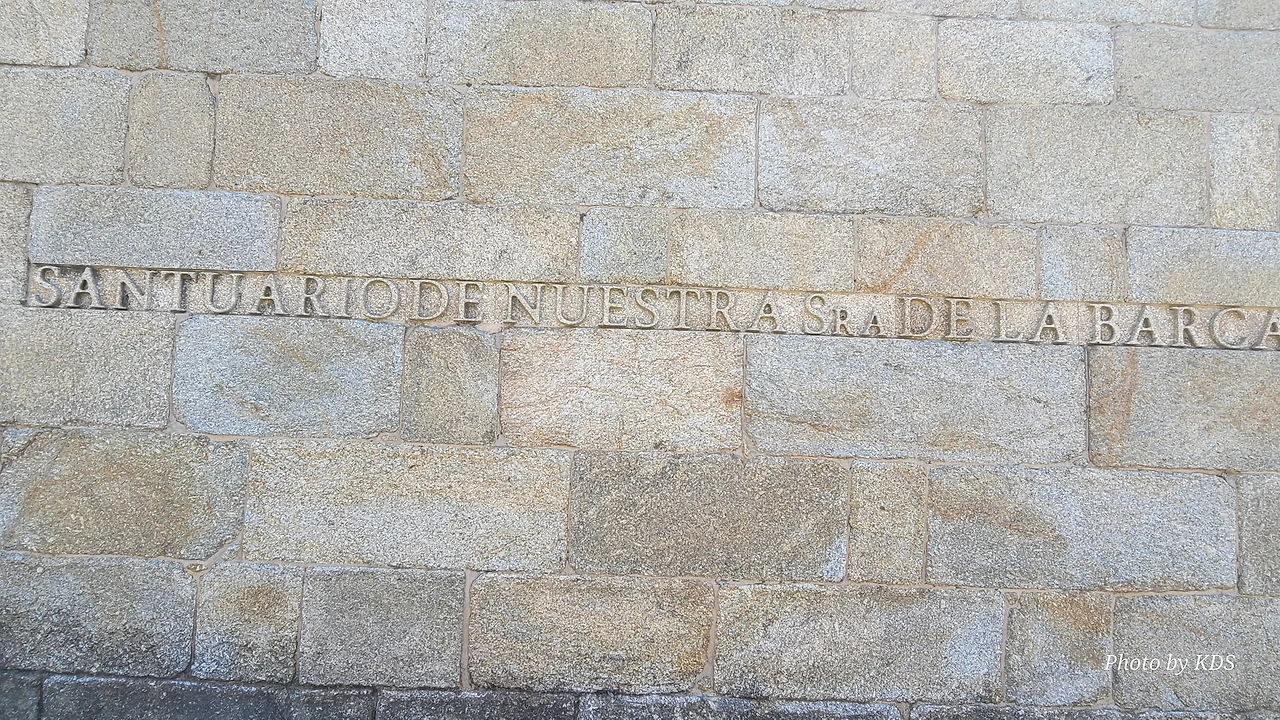 SANTUARIO DE NUESTRA SRA DE LA BARCA
Photo by KDS